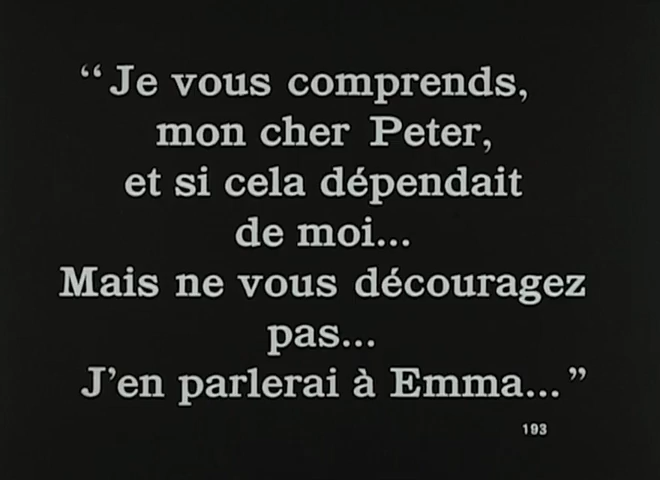 “Je vous comprends,
mon cher Peter,
et si cela dépendait
de moi...
Mais ne vous découragez
pas...
J’en parlerai à Emma...”
193